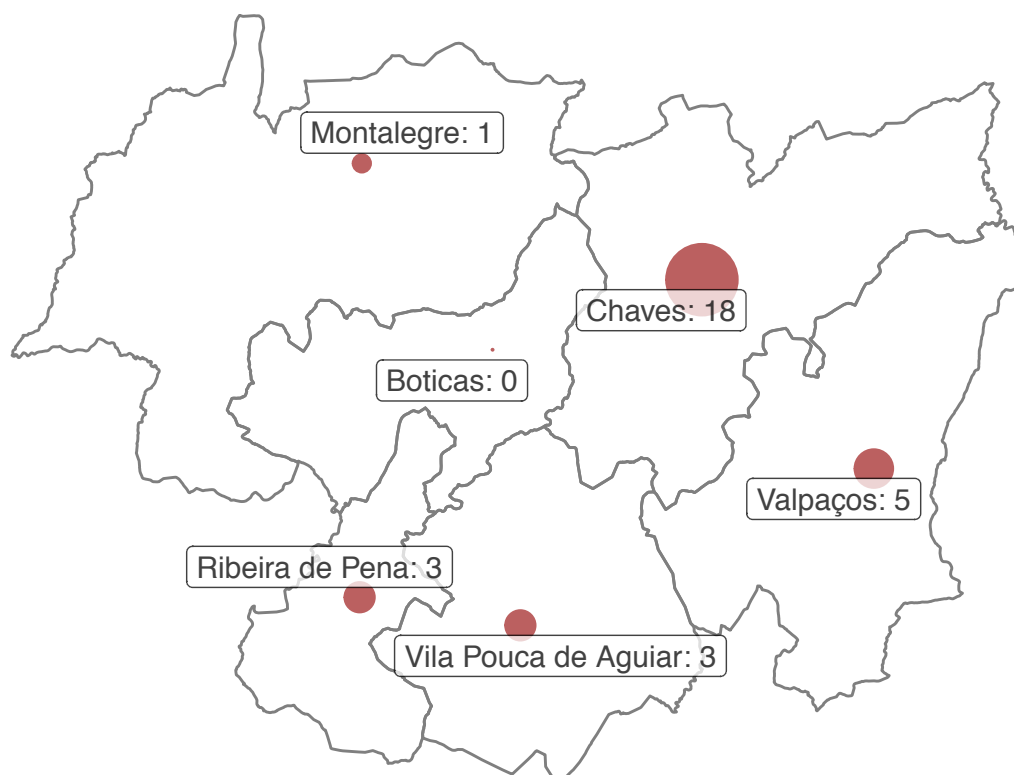 Montalegre: 1
Chaves: 18
Boticas: 0
Valpaços: 5
Ribeira de Pena: 3
Vila Pouca de Aguiar: 3